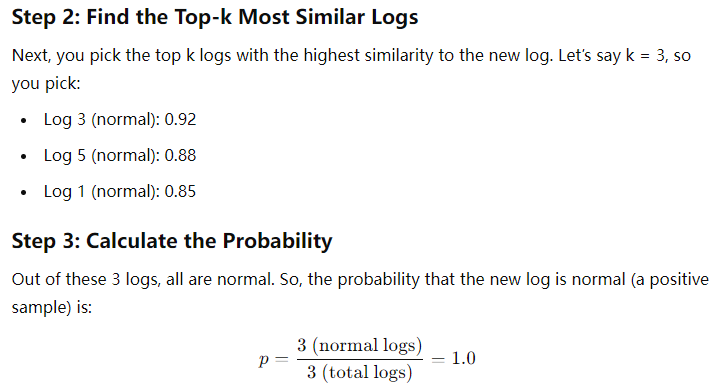 Step 2: Find the Top-k Most Similar Logs
Next, you pick the top k logs with the highest similarity to the new log. Let's say k = 3, so
you pick:
• Log 3 (normal): 0.92
• Log 5 (normal): 0.88
• Log 1 (normal): 0.85
Step 3: Calculate the Probability
Out of these 3 logs, all are normal. So, the probability that the new log is normal (a positive
sample) is:
p = 3 (normal logs) / 3 (total logs) = 1.0